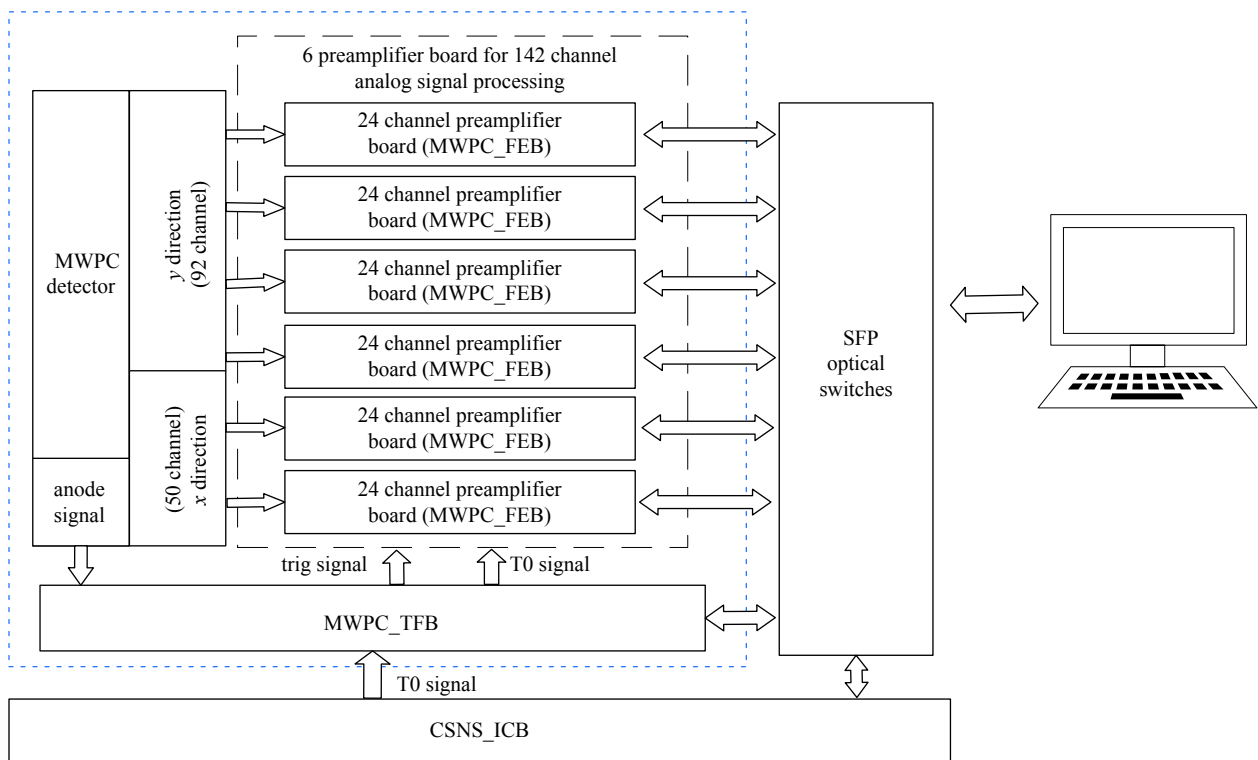 6 preamplifier board for 142 channel
analog signal processing
MWPC
detector
anode
signal
y direction
(92 channel)
(50 channel)
x direction
24 channel preamplifier
board (MWPC_FEB)
24 channel preamplifier
board (MWPC_FEB)
24 channel preamplifier
board (MWPC_FEB)
24 channel preamplifier
board (MWPC_FEB)
24 channel preamplifier
board (MWPC_FEB)
24 channel preamplifier
board (MWPC_FEB)
SFP
optical
switches
trig signal
T0 signal
MWPC_TFB
T0 signal
CSNS_ICB